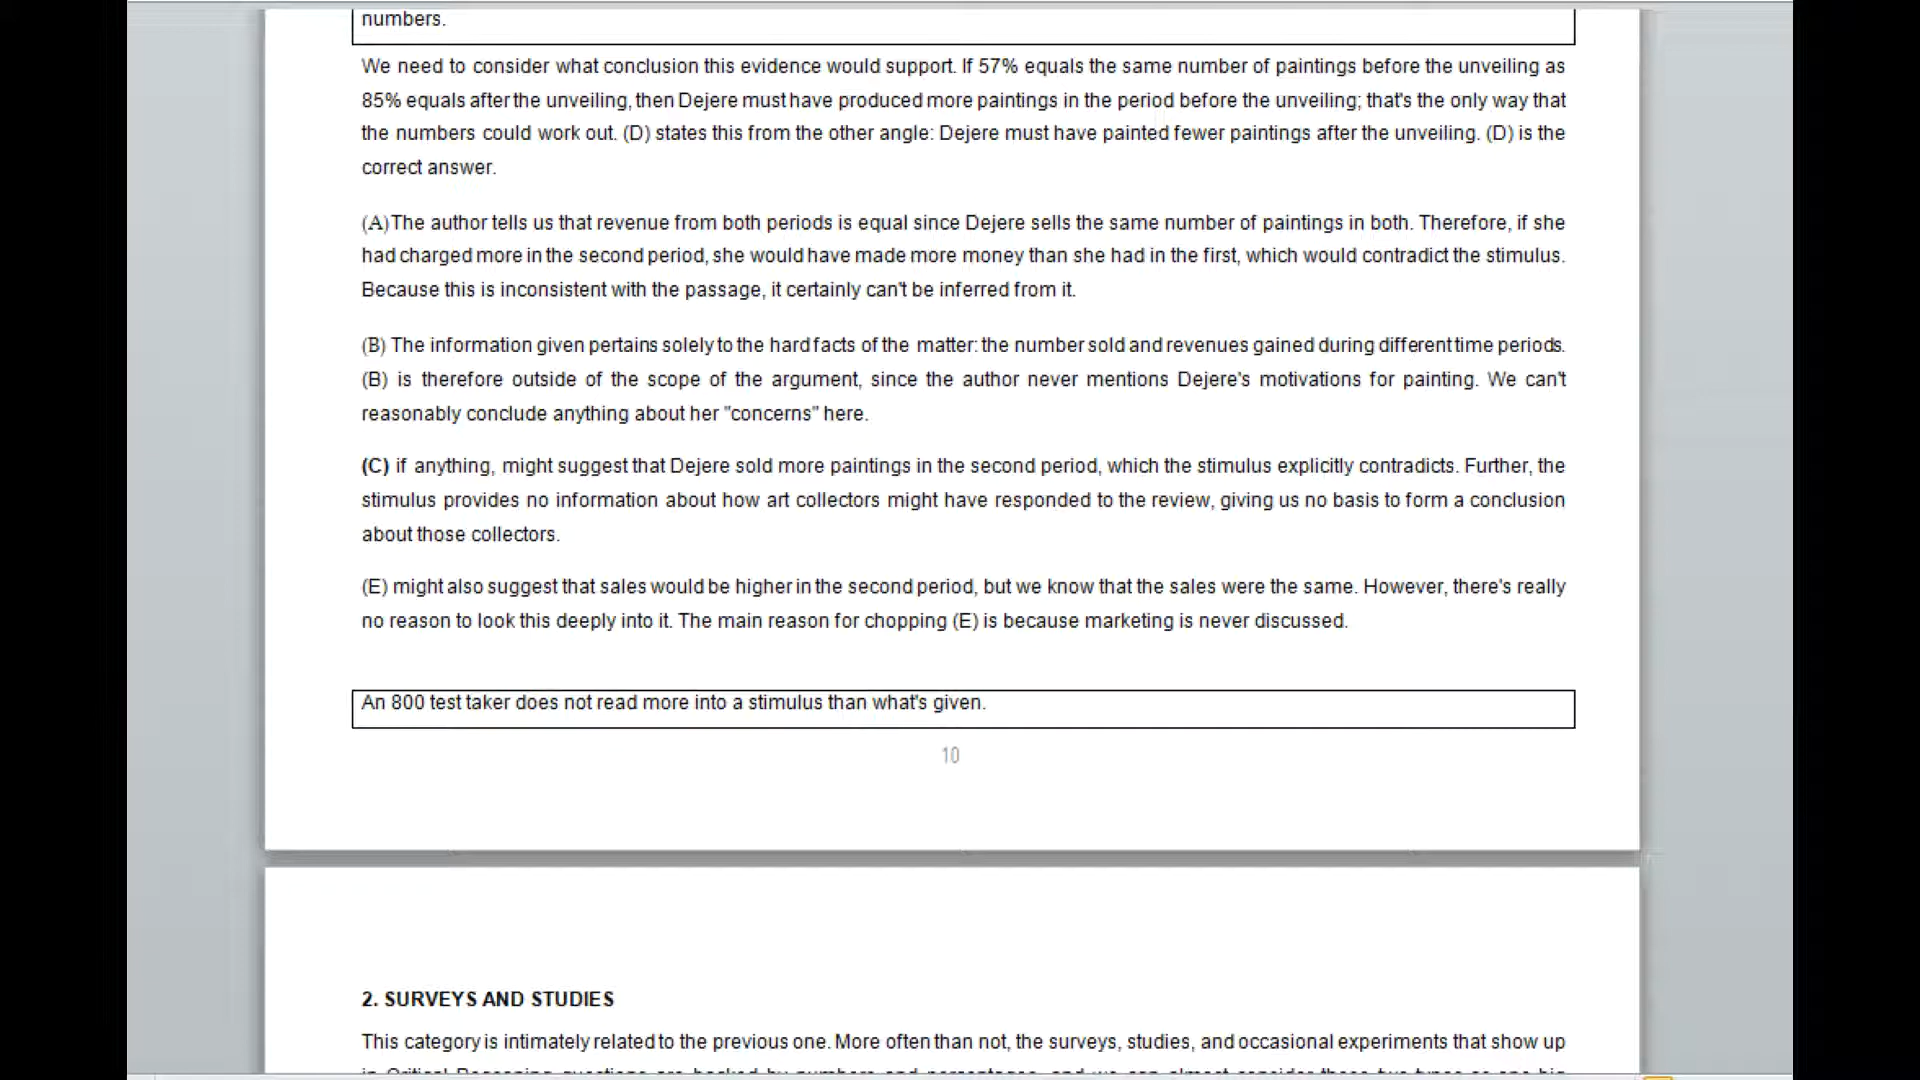 numbers.
We need to consider what conclusion this evidence would support. If 57% equals the same number of paintings before the unveiling as
85% equals after the unveiling, then Dejere must have produced more paintings in the period before the unveiling; that's the only way that
the numbers could work out. (D) states this from the other angle: Dejere must have painted fewer paintings after the unveiling. (D) is the
correct answer.
(A)The author tells us that revenue from both periods is equal since Dejere sells the same number of paintings in both. Therefore, if she
had charged more in the second period, she would have made more money than she had in the first, which would contradict the stimulus.
Because this is inconsistent with the passage, it certainly can't be inferred from it.
(B) The information given pertains solely to the hard facts of the matter: the number sold and revenues gained during different time periods.
(B) is therefore outside of the scope of the argument, since the author never mentions Dejere's motivations for painting. We can't
reasonably conclude anything about her "concerns" here.
(C) if anything, might suggest that Dejere sold more paintings in the second period, which the stimulus explicitly contradicts. Further, the
stimulus provides no information about how art collectors might have responded to the review, giving us no basis to form a conclusion
about those collectors.
(E) might also suggest that sales would be higher in the second period, but we know that the sales were the same. However, there's really
no reason to look this deeply into it. The main reason for chopping (E) is because marketing is never discussed.
An 800 test taker does not read more into a stimulus than what's given.
10
2. SURVEYS AND STUDIES
This category is intimately related to the previous one. More often than not, the surveys, studies, and occasional experiments that show up